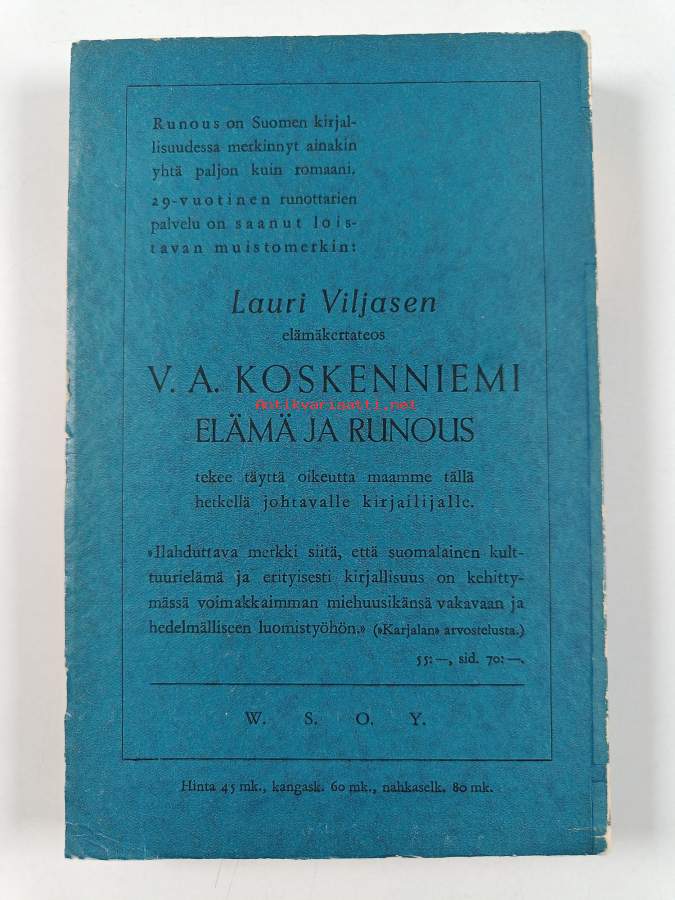 Runous on Suomen kirjal-
lisuudessa merkinnyt ainakin
yhtä paljon kuin romaani.
29-vuotinen runottarien
palvelu on saanut lois-
tavan muistomerkin:
Lauri Viljasen
elämäkertateos
V. A. KOSKENNIEMI
Antikvariaatti.net
ELÄMÄ JA RUNOUS
tekee täyttä oikeutta maamme tällä
hetkellä johtavalle kirjailijalle.
»Ilahduttava merkki siitä, että suomalainen kult-
tuurielämä ja erityisesti kirjallisuus on kehitty-
mässä voimakkaimman miehuusikänsä vakavaan ja
hedelmälliseen luomistyöhön.» (»Karjalan» arvostelusta.)
55:—, sid. 70:—.
W. S. O. Y.
Hinta 45 mk., kangask. 60 mk., nahkaselk. 80 mk.